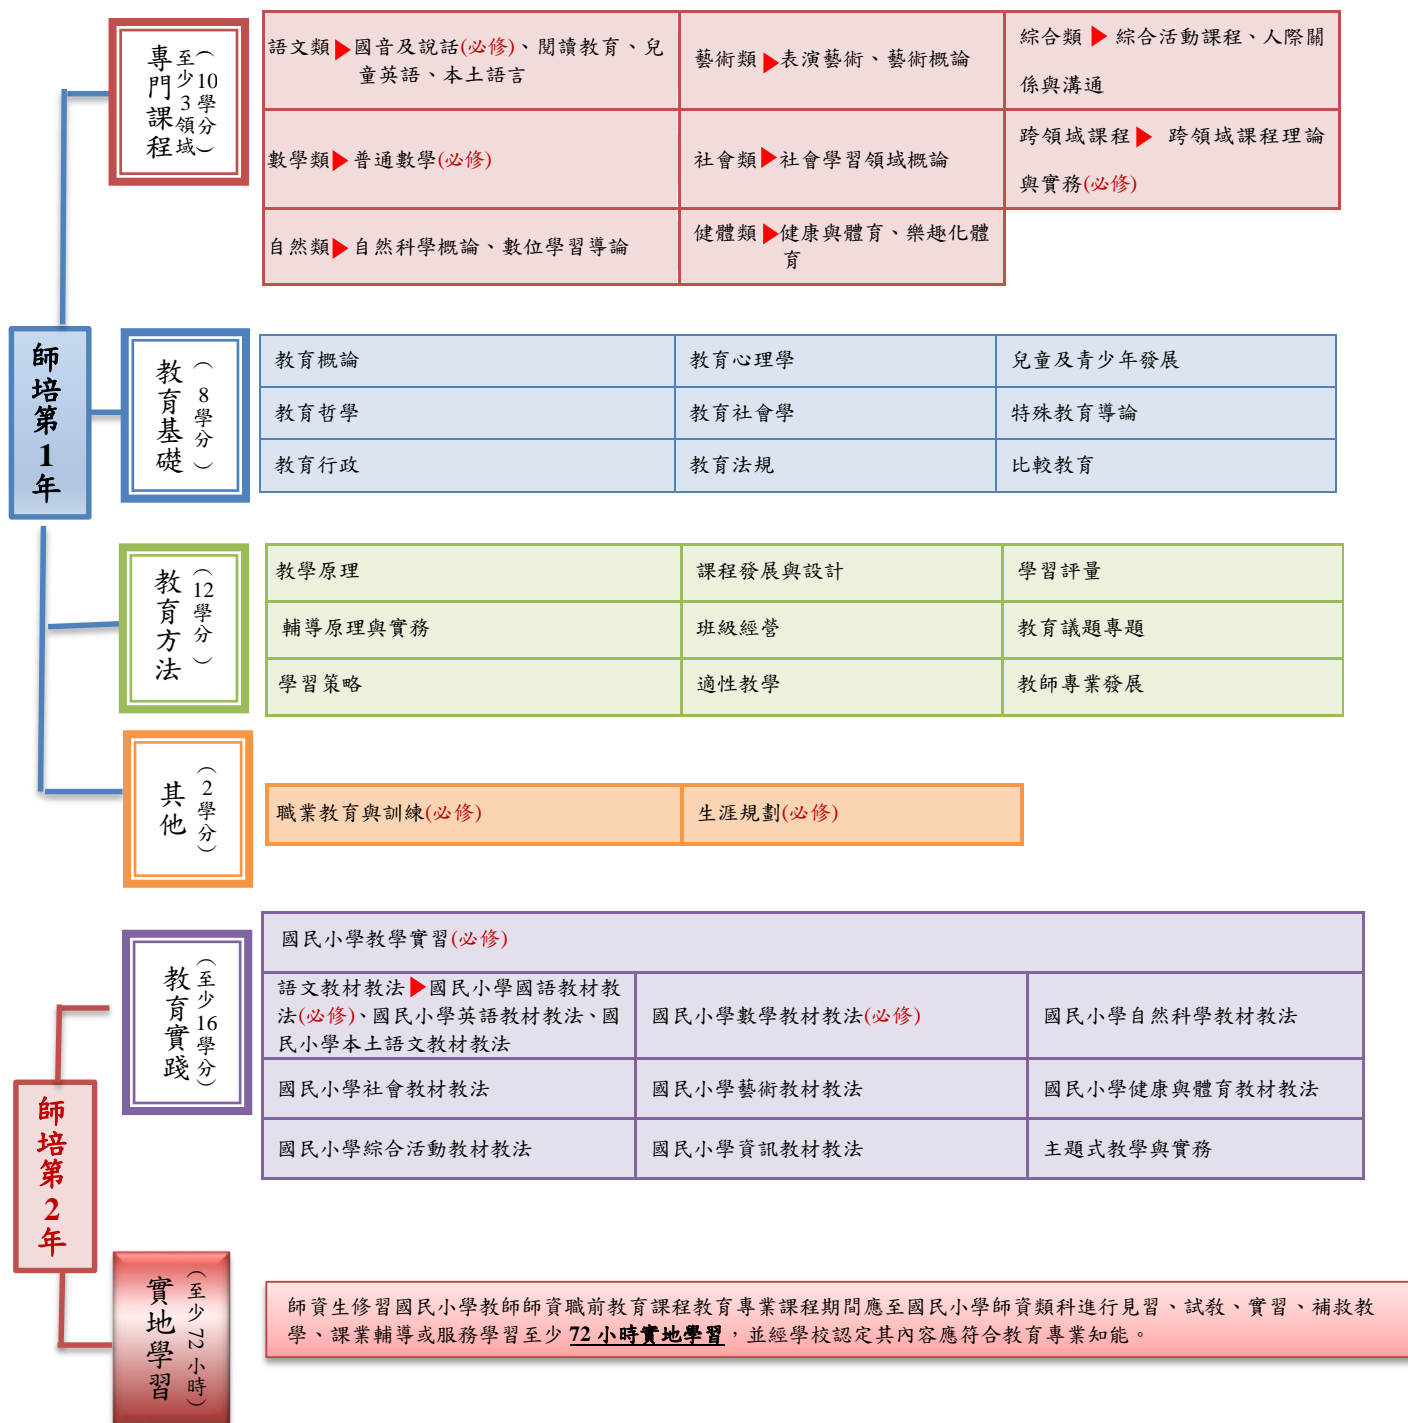 專門課程
(10學分)
至少3領域
語文類▶國音及說話(必修)、閱讀教育、兒
童英語、本土語言
藝術類▶表演藝術、藝術概論
綜合類▶ 綜合活動課程、人際關
係與溝通
數學類▶普通數學(必修)
社會類▶社會學習領域概論
跨領域課程▶ 跨領域課程理論
與實務(必修)
自然類▶自然科學概論、數位學習導論
健體類▶健康與體育、樂趣化體
育
師培第1年
教育基礎
(8學分)
教育概論
教育心理學
兒童及青少年發展
教育哲學
教育社會學
特殊教育導論
教育行政
教育法規
比較教育
教育方法
(12學分)
教學原理
課程發展與設計
學習評量
輔導原理與實務
班級經營
教育議題專題
學習策略
適性教學
教師專業發展
其他
(2學分)
職業教育與訓練(必修)
生涯規劃(必修)
師培第2年
教育實踐
(至少16學分)
國民小學教學實習(必修)
語文教材教法▶國民小學國語教材教
法(必修)、國民小學英語教材教法、國
民小學本土語文教材教法
國民小學數學教材教法(必修)
國民小學自然科學教材教法
國民小學社會教材教法
國民小學藝術教材教法
國民小學健康與體育教材教法
國民小學綜合活動教材教法
國民小學資訊教材教法
主題式教學與實務
實地學習
(至少72小時)
師資生修習國民小學教師師資職前教育課程教育專業課程期間應至國民小學師資類科進行見習、試教、實習、補救教
學、課業輔導或服務學習至少 72 小時實地學習，並經學校認定其內容應符合教育專業知能。